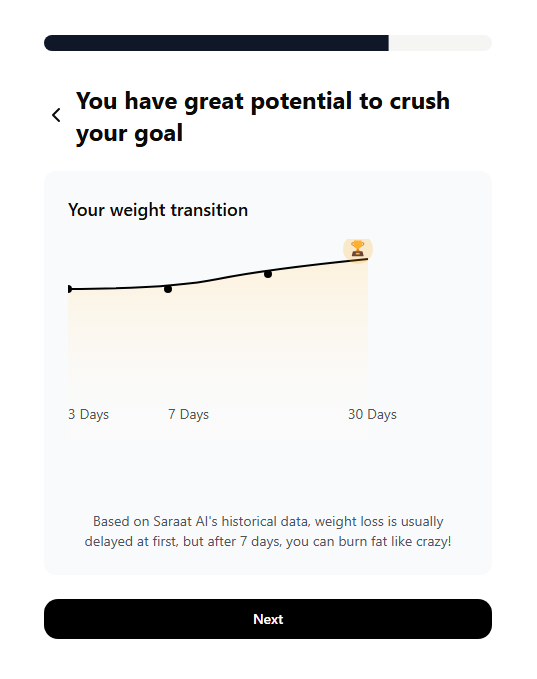 You have great potential to crush
your goal
Your weight transition
3 Days
7 Days
30 Days
Based on Saraat AI's historical data, weight loss is usually
delayed at first, but after 7 days, you can burn fat like crazy!
Next